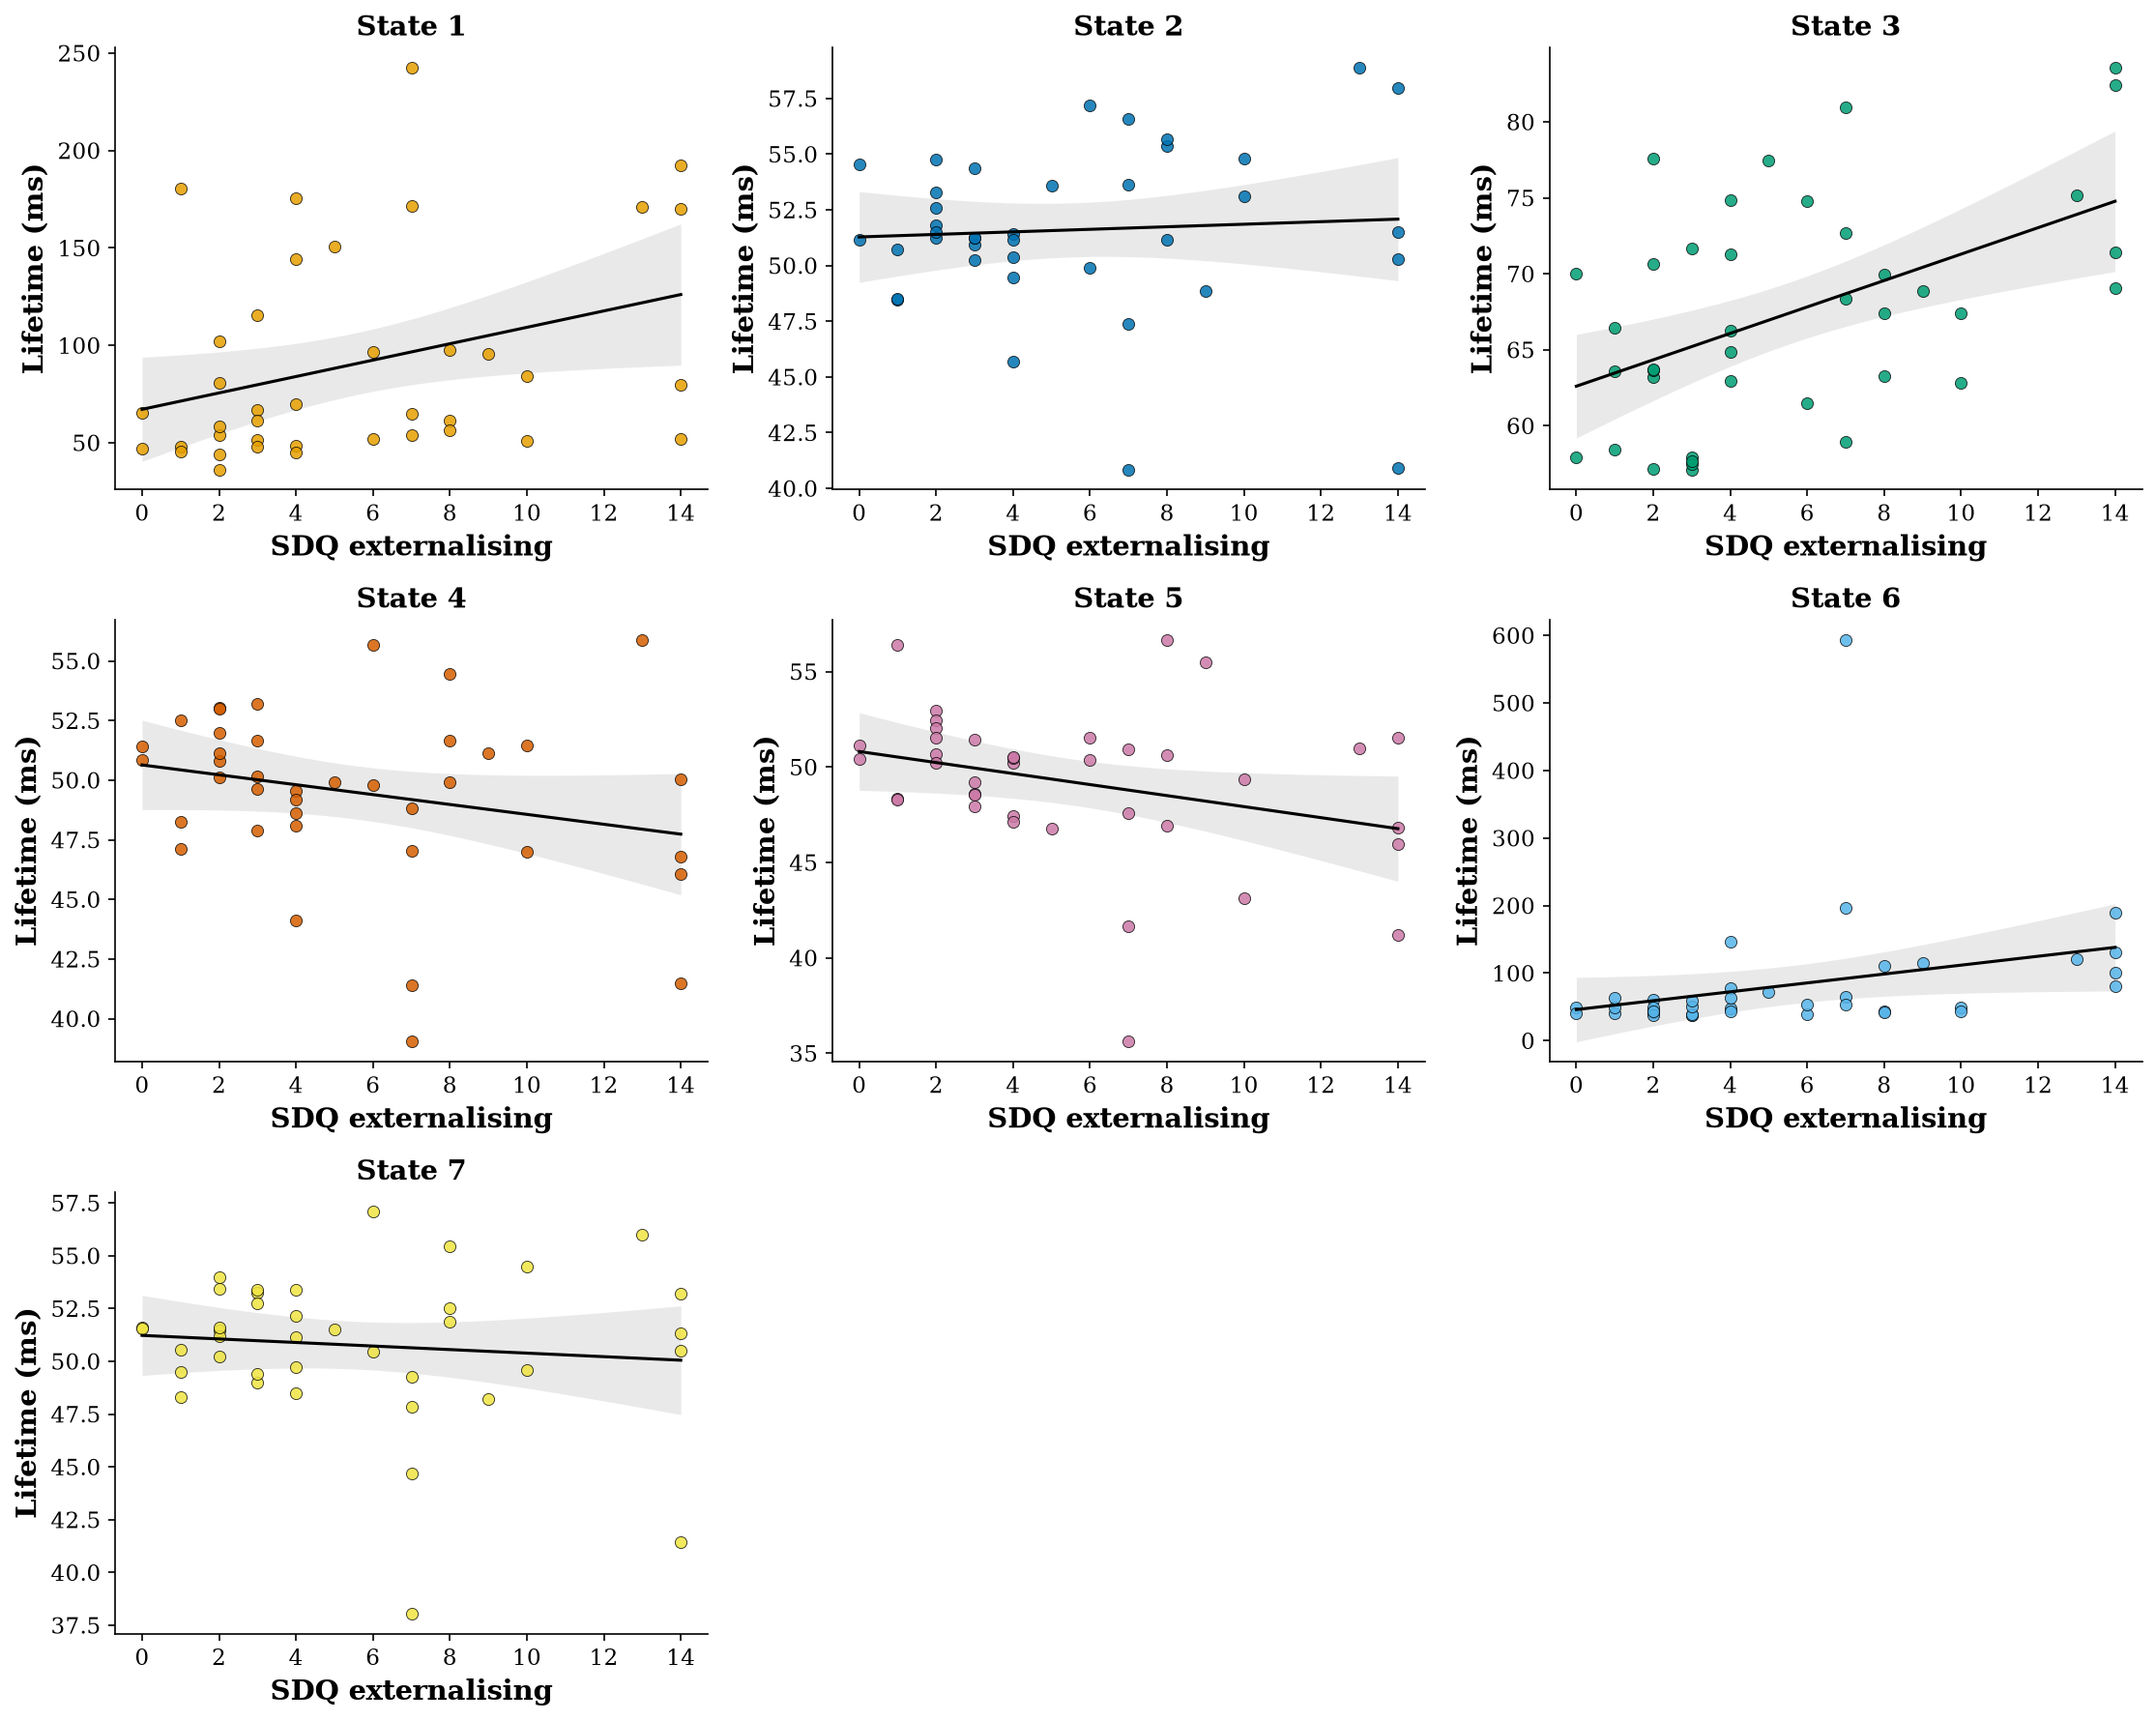 State 1
250
200
150
100
50
Lifetime (ms)
0 2 4 6 8 10 12 14
SDQ externalising
State 2
57.5
55.0
52.5
50.0
47.5
45.0
42.5
40.0
Lifetime (ms)
0 2 4 6 8 10 12 14
SDQ externalising
State 3
80
75
70
65
60
Lifetime (ms)
0 2 4 6 8 10 12 14
SDQ externalising
State 4
55.0
52.5
50.0
47.5
45.0
42.5
40.0
Lifetime (ms)
0 2 4 6 8 10 12 14
SDQ externalising
State 5
55
50
45
40
35
Lifetime (ms)
0 2 4 6 8 10 12 14
SDQ externalising
State 6
600
500
400
300
200
100
0
Lifetime (ms)
0 2 4 6 8 10 12 14
SDQ externalising
State 7
57.5
55.0
52.5
50.0
47.5
45.0
42.5
40.0
37.5
Lifetime (ms)
0 2 4 6 8 10 12 14
SDQ externalising